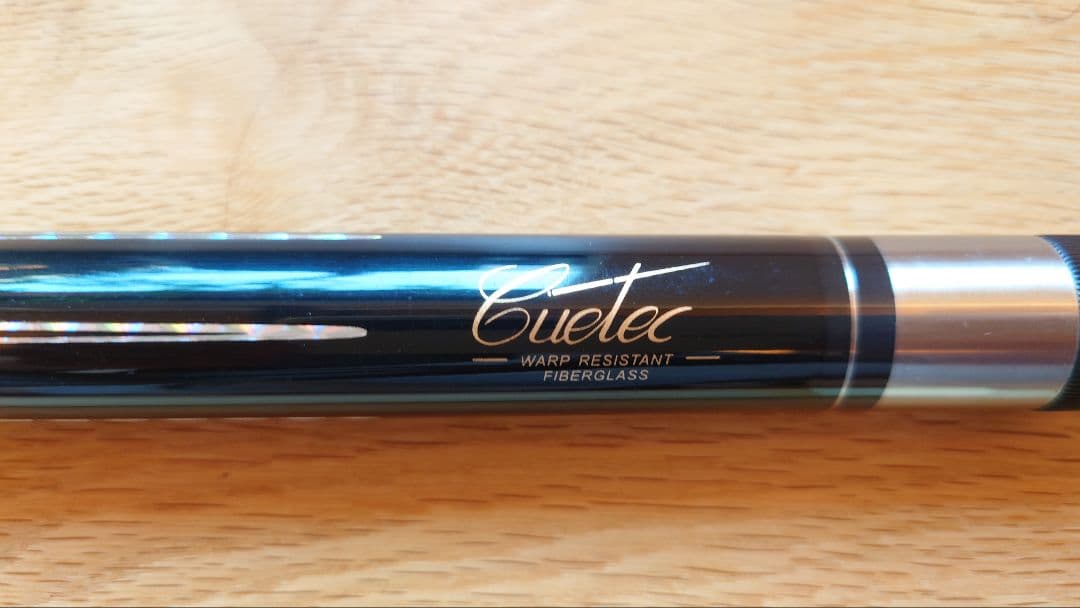 Cuetec
WARP RESISTANT
FIBERGLASS